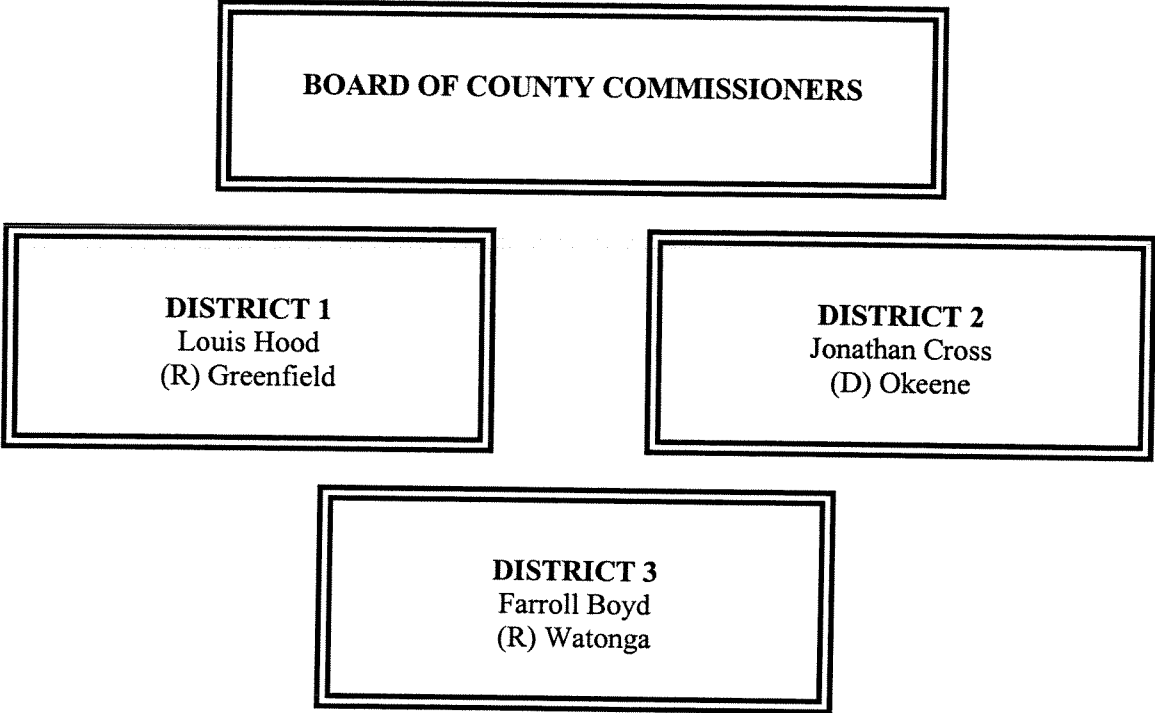 BOARD OF COUNTY COMMISSIONERS
DISTRICT 1
Louis Hood
(R) Greenfield
DISTRICT 2
Jonathan Cross
(D) Okeene
DISTRICT 3
Farroll Boyd
(R) Watonga